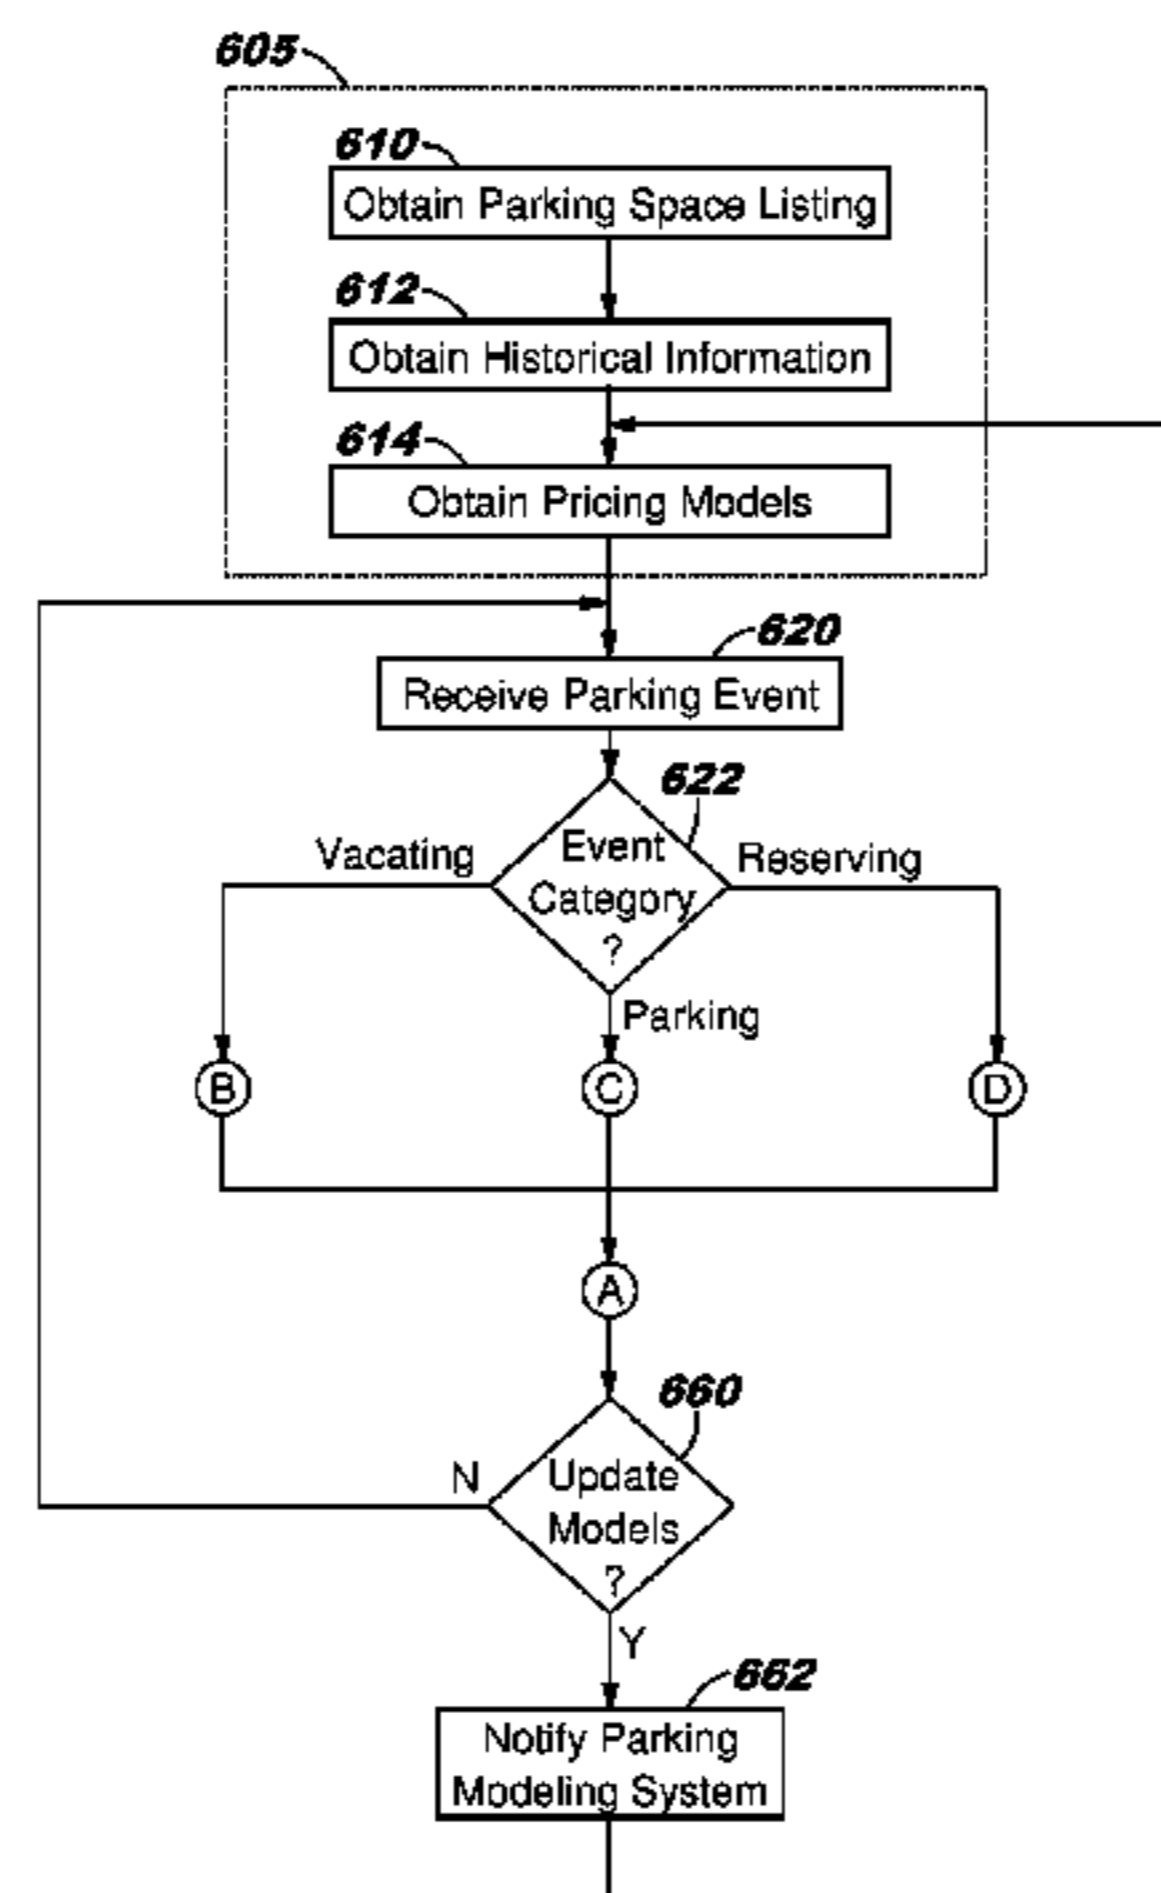 605
610
Obtain Parking Space Listing
612
Obtain Historical Information
614
Obtain Pricing Models
620
Receive Parking Event
622
Vacating
Event
Category
?
Reserving
Parking
B
C
D
A
660
N
Update
Models
?
Y
662
Notify Parking
Modeling System